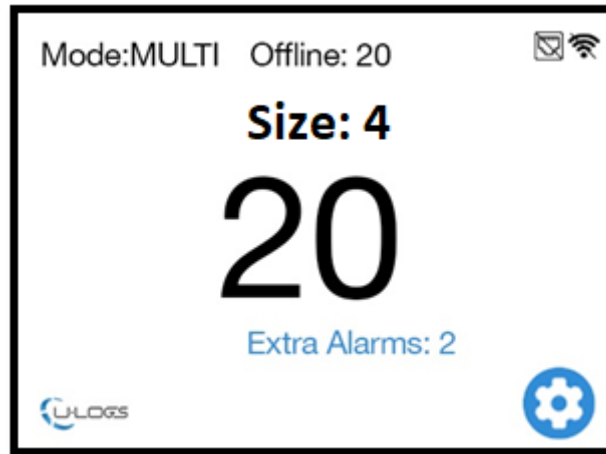 Mode:MULTI Offline: 20
Size: 4
20
Extra Alarms: 2
U-LOGS